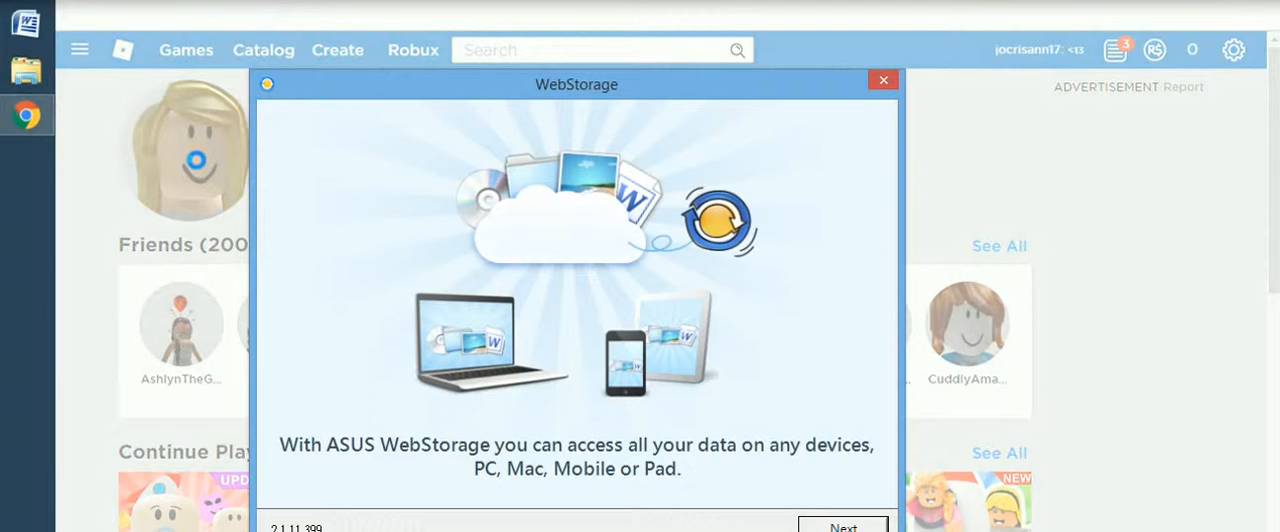 Games Catalog Create Robux Search jocrisann17: <13 3 R$ 0
WebStorage
ADVERTISEMENT Report
W
W
Friends (200
See All
W
W
W
AshlynTheG...
CuddlyAma...
With ASUS WebStorage you can access all your data on any devices,
PC, Mac, Mobile or Pad.
Continue Play
See All
UPD
NEW
2.1.11.399
Next